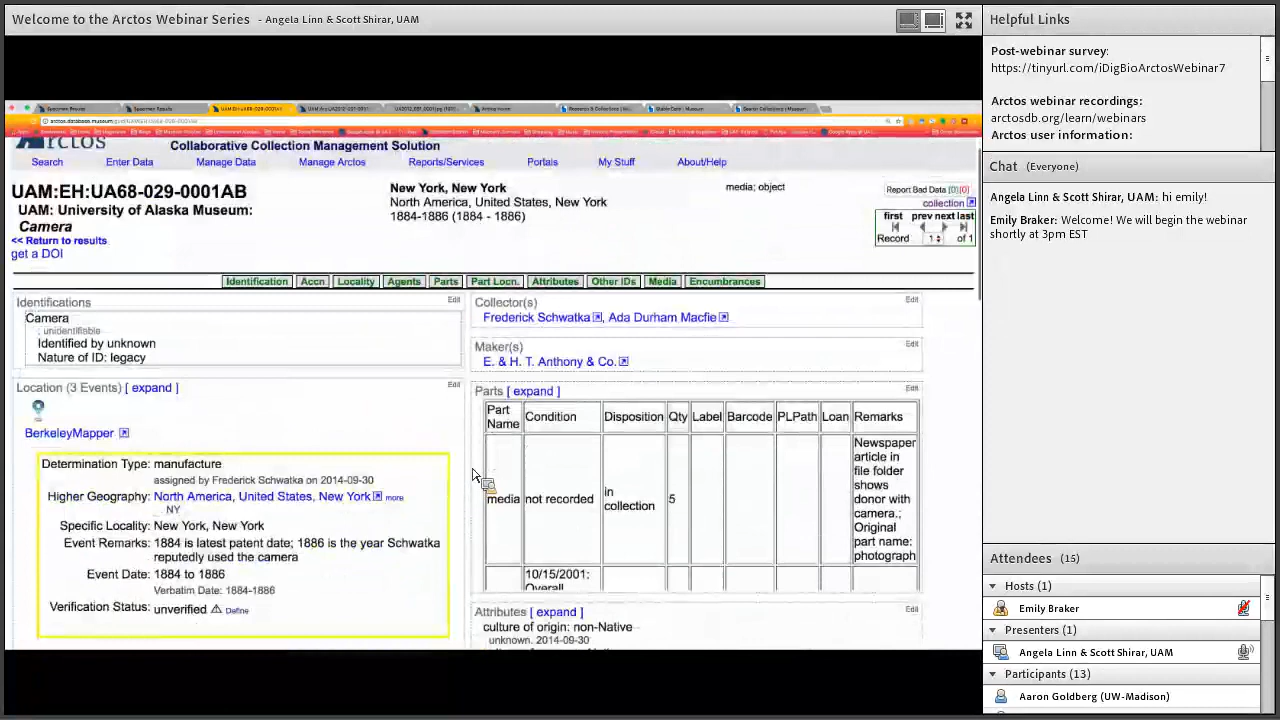 Welcome to the Arctos Webinar Series - Angela Linn & Scott Shirar, UAM
Arctos
Collaborative Collection Management Solution
Search Enter Data Manage Data Manage Arctos Reports/Services Portals My Stuff About/Help
UAM:EH:UA68-029-0001AB
UAM: University of Alaska Museum:
Camera
<< Return to results
get a DOI
New York, New York
North America, United States, New York
1884-1886 (1884 - 1886)
media; object
Report Bad Data [0](0)
collection
first prev next last
Record 1 of 1
Identification Accn Locality Agents Parts Part Locn. Attributes Other IDs Media Encumbrances
Identifications Edit
Camera
; unidentifiable
Identified by unknown
Nature of ID: legacy
Location (3 Events) [ expand ] Edit
BerkeleyMapper
Determination Type: manufacture
assigned by Frederick Schwatka on 2014-09-30
Higher Geography: North America, United States, New York more
NY
Specific Locality: New York, New York
Event Remarks: 1884 is latest patent date; 1886 is the year Schwatka
reputedly used the camera
Event Date: 1884 to 1886
Verbatim Date: 1884-1886
Verification Status: unverified Define
Collector(s) Edit
Frederick Schwatka, Ada Durham Macfie
Maker(s) Edit
E. & H. T. Anthony & Co.
Parts [ expand ] Edit
Part Name Condition Disposition Qty Label Barcode PLPath Loan Remarks
media not recorded in collection 5
Newspaper
article in
file folder
shows
donor with
camera.;
Original
part name:
photograph
10/15/2001;
Overall
Attributes [ expand ] Edit
culture of origin: non-Native
unknown. 2014-09-30
Helpful Links
Post-webinar survey:
https://tinyurl.com/iDigBioArctosWebinar7
Arctos webinar recordings:
arctosdb.org/learn/webinars
Arctos user information:
Chat (Everyone)
Angela Linn & Scott Shirar, UAM: hi emily!
Emily Braker: Welcome! We will begin the webinar
shortly at 3pm EST
Attendees (15)
Hosts (1)
Emily Braker
Presenters (1)
Angela Linn & Scott Shirar, UAM
Participants (13)
Aaron Goldberg (UW-Madison)